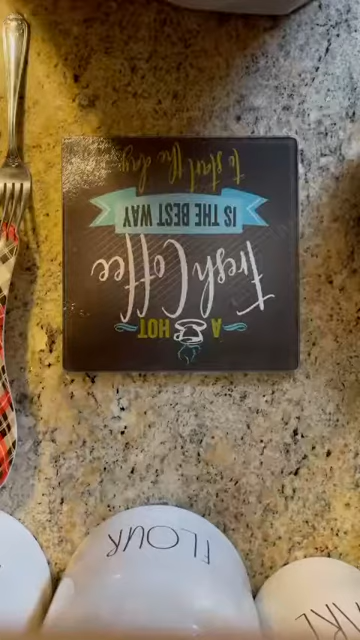 A HOT
Fresh Coffee
IS THE BEST WAY
to start the day
FLOUR